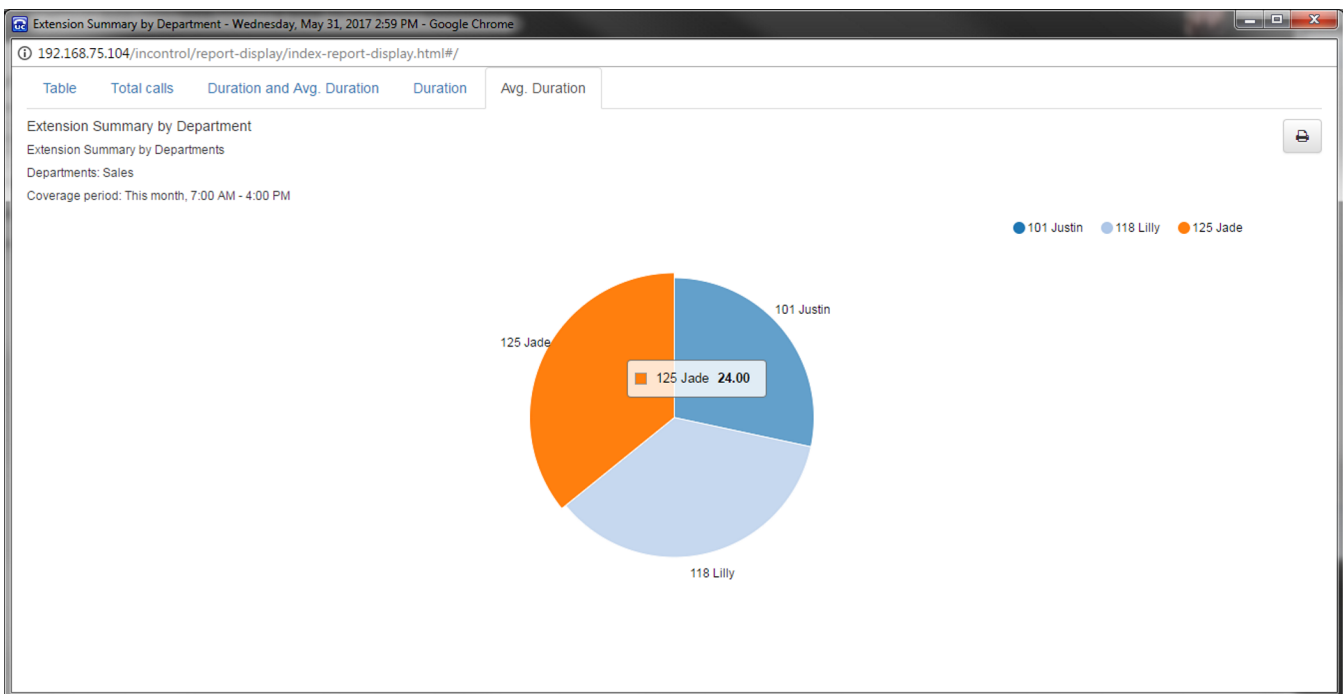 Extension Summary by Department - Wednesday, May 31, 2017 2:59 PM - Google Chrome
192.168.75.104/incontrol/report-display/index-report-display.html#/
Table Total calls Duration and Avg. Duration Duration Avg. Duration
Extension Summary by Department
Extension Summary by Departments
Departments: Sales
Coverage period: This month, 7:00 AM - 4:00 PM
101 Justin 118 Lilly 125 Jade
101 Justin
125 Jade
125 Jade 24.00
118 Lilly